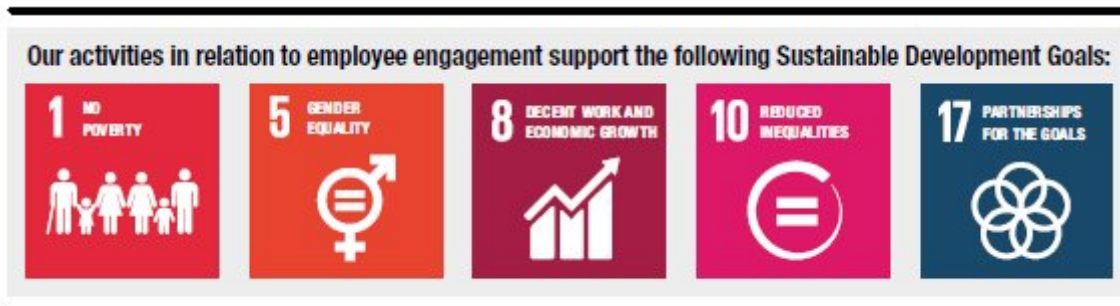 Our activities in relation to employee engagement support the following Sustainable Development Goals:
1 NO
POVERTY
5 GENDER
EQUALITY
8 DECENT WORK AND
ECONOMIC GROWTH
10 REDUCED
INEQUALITIES
17 PARTNERSHIPS
FOR THE GOALS